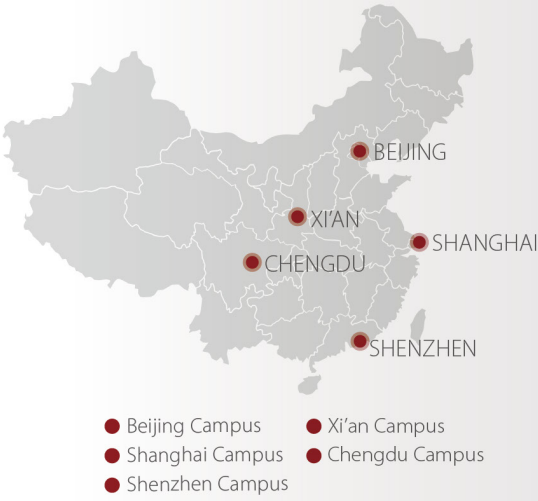 BEIJING
XI’AN
SHANGHAI
CHENGDU
SHENZHEN
Beijing Campus
Xi’an Campus
Shanghai Campus
Chengdu Campus
Shenzhen Campus